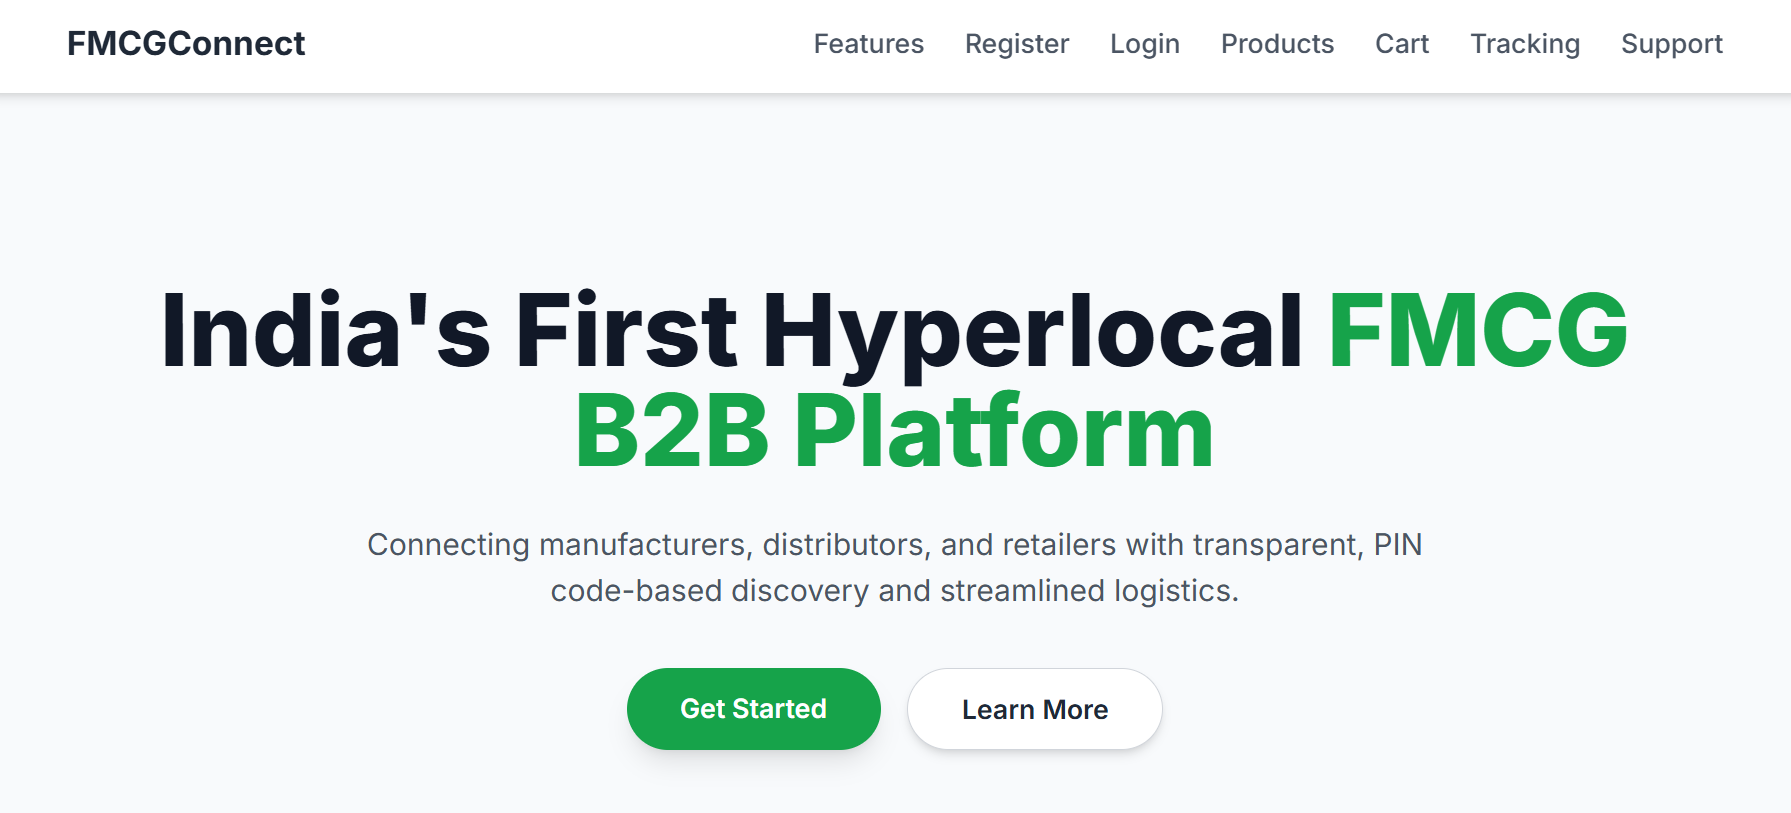 FMCGConnect
Features Register Login Products Cart Tracking Support
India's First Hyperlocal FMCG
B2B Platform
Connecting manufacturers, distributors, and retailers with transparent, PIN
code-based discovery and streamlined logistics.
Get Started Learn More